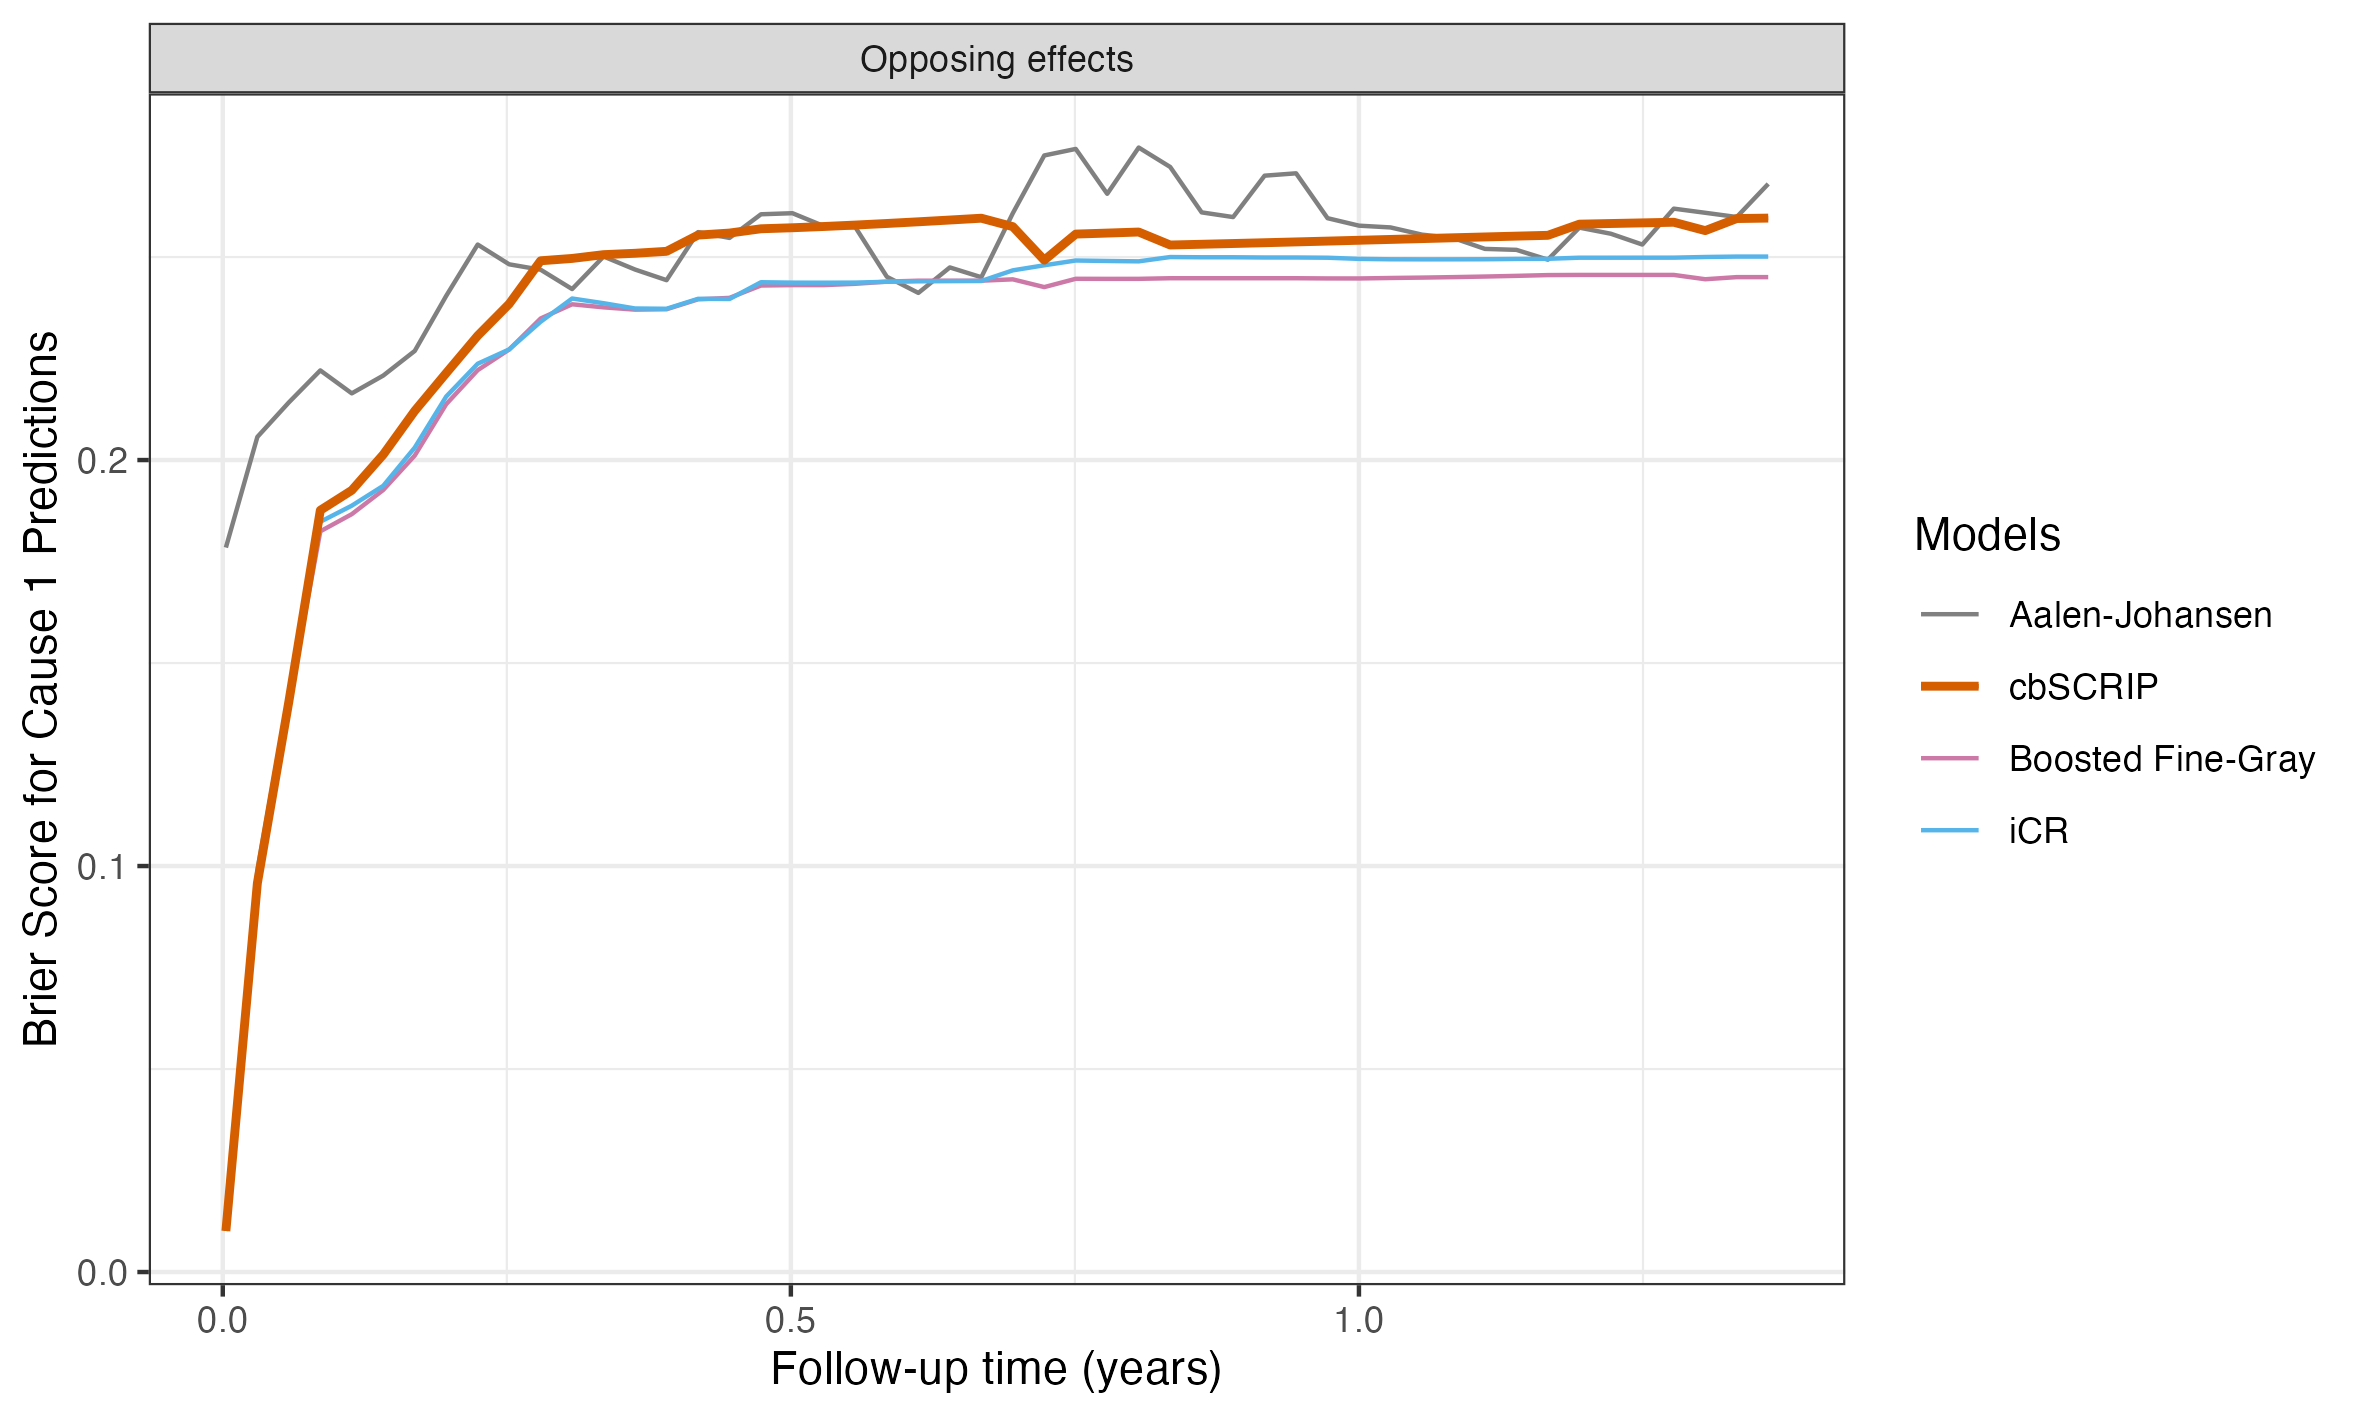 Opposing effects
Brier Score for Cause 1 Predictions
0.2
0.1
0.0
0.0
0.5
1.0
Follow-up time (years)
Models
Aalen-Johansen
cbSCRIP
Boosted Fine-Gray
iCR